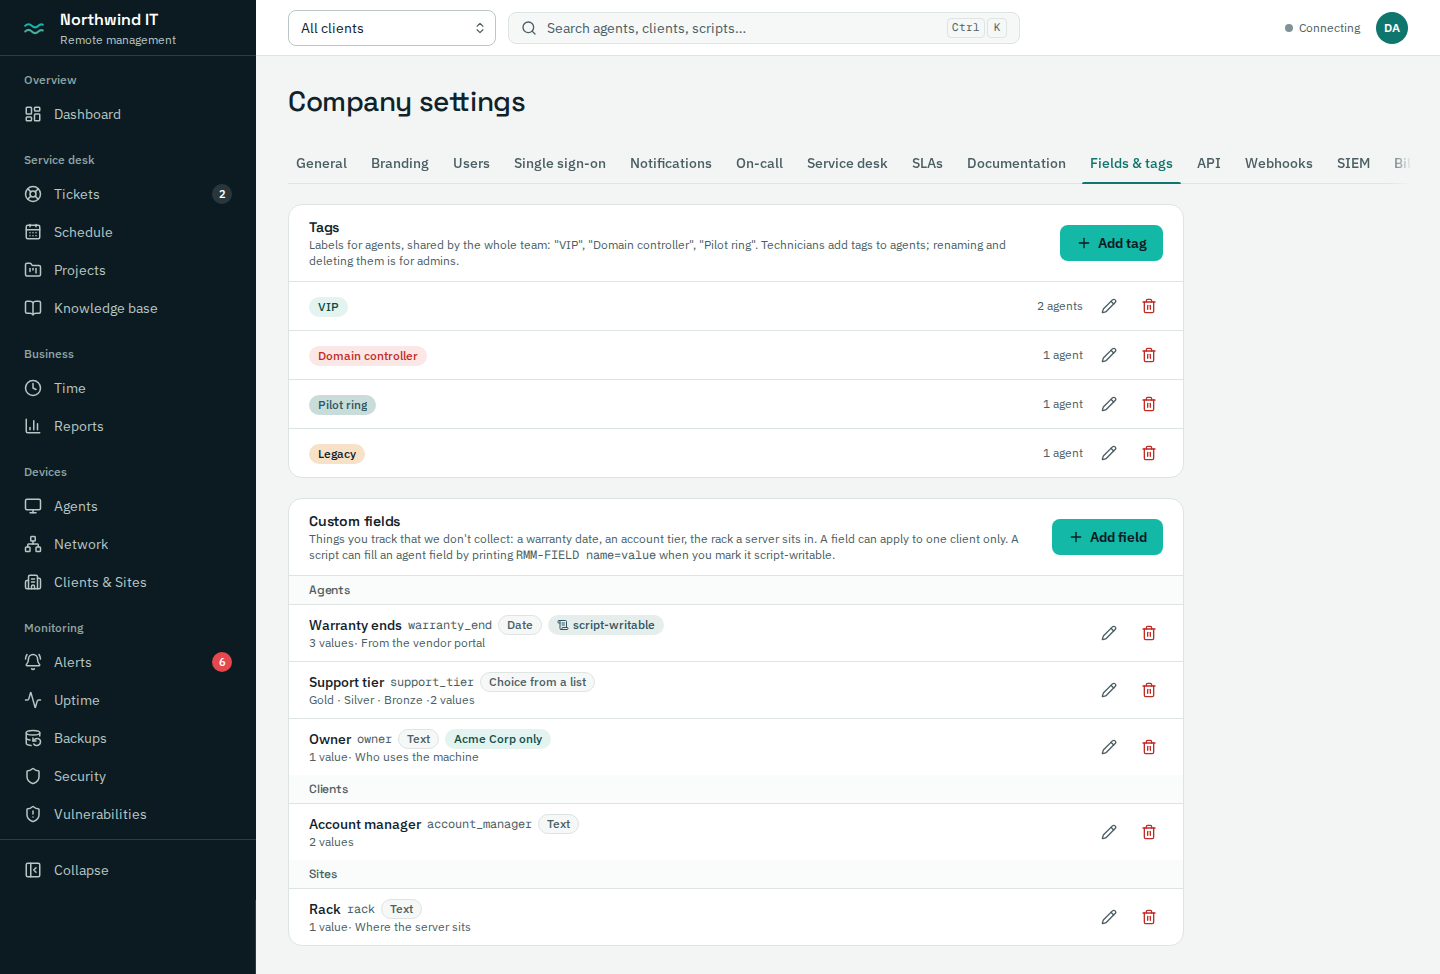 Northwind IT
Remote management
All clients
Search agents, clients, scripts...
Ctrl K
Connecting
DA
Overview
Dashboard
Service desk
Tickets 2
Schedule
Projects
Knowledge base
Business
Time
Reports
Devices
Agents
Network
Clients & Sites
Monitoring
Alerts 6
Uptime
Backups
Security
Vulnerabilities
Collapse
Company settings
General Branding Users Single sign-on Notifications On-call Service desk SLAs Documentation Fields & tags API Webhooks SIEM
Tags
Labels for agents, shared by the whole team: "VIP", "Domain controller", "Pilot ring". Technicians add tags to agents; renaming and
deleting them is for admins.
Add tag
VIP 2 agents
Domain controller 1 agent
Pilot ring 1 agent
Legacy 1 agent
Custom fields
Things you track that we don't collect: a warranty date, an account tier, the rack a server sits in. A field can apply to one client only. A
script can fill an agent field by printing RMM-FIELD name=value when you mark it script-writable.
Add field
Agents
Warranty ends warranty_end Date script-writable
3 values· From the vendor portal
Support tier support_tier Choice from a list
Gold · Silver · Bronze ·2 values
Owner owner Text Acme Corp only
1 value· Who uses the machine
Clients
Account manager account_manager Text
2 values
Sites
Rack rack Text
1 value· Where the server sits